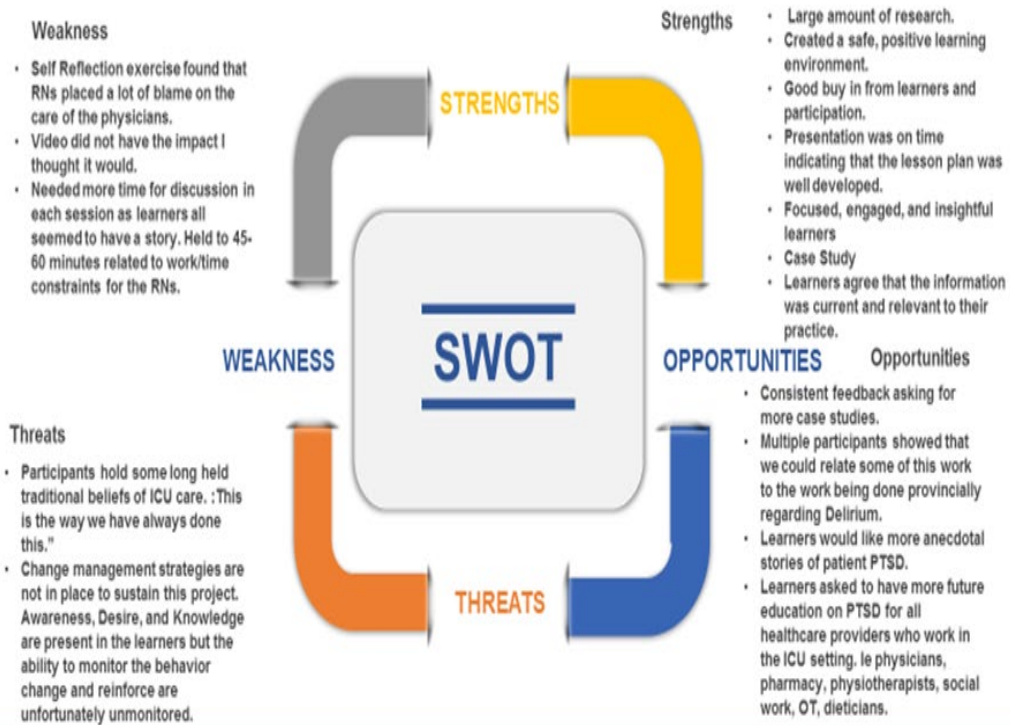 Weakness
• Self Reflection exercise found that
RNs placed a lot of blame on the
care of the physicians.
• Video did not have the impact I
thought it would.
• Needed more time for discussion in
each session as learners all
seemed to have a story. Held to 45-
60 minutes related to work/time
constraints for the RNs.
Strengths
• Large amount of research.
• Created a safe, positive learning
environment.
• Good buy in from learners and
participation.
• Presentation was on time
indicating that the lesson plan was
well developed.
• Focused, engaged, and insightful
learners
• Case Study
• Learners agree that the information
was current and relevant to their
practice.
STRENGTHS
WEAKNESS
SWOT
OPPORTUNITIES
THREATS
Threats
• Participants hold some long held
traditional beliefs of ICU care. :This
is the way we have always done
this."
• Change management strategies are
not in place to sustain this project.
Awareness, Desire, and Knowledge
are present in the learners but the
ability to monitor the behavior
change and reinforce are
unfortunately unmonitored.
Opportunities
• Consistent feedback asking for
more case studies.
• Multiple participants showed that
we could relate some of this work
to the work being done provincially
regarding Delirium.
• Learners would like more anecdotal
stories of patient PTSD.
• Learners asked to have more future
education on PTSD for all
healthcare providers who work in
the ICU setting. Ie physicians,
pharmacy, physiotherapists, social
work, OT, dieticians.